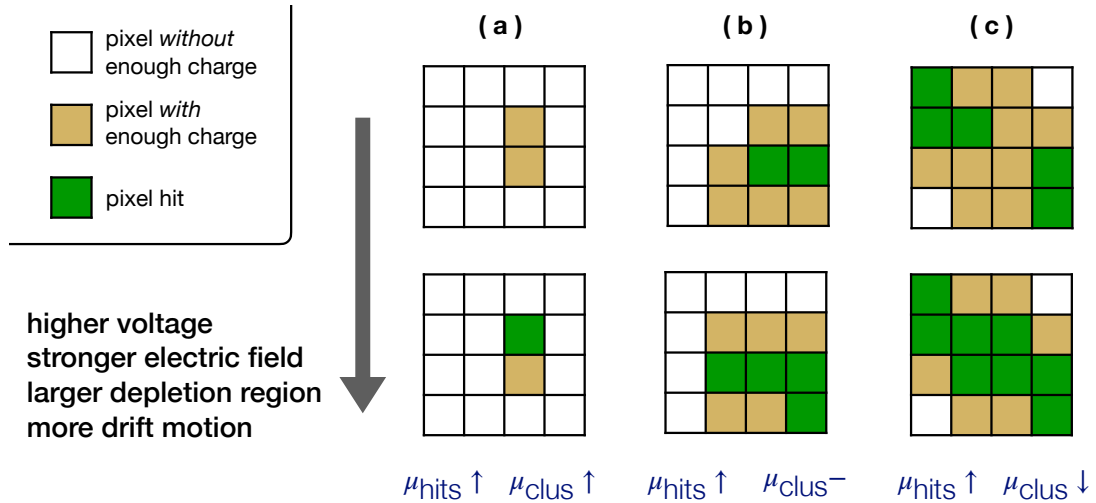 pixel without
enough charge
pixel with
enough charge
pixel hit
higher voltage
stronger electric field
larger depletion region
more drift motion
( a )
( b )
( c )
μhits ↑ μclus ↑
μhits ↑ μclus–
μhits ↑ μclus ↓